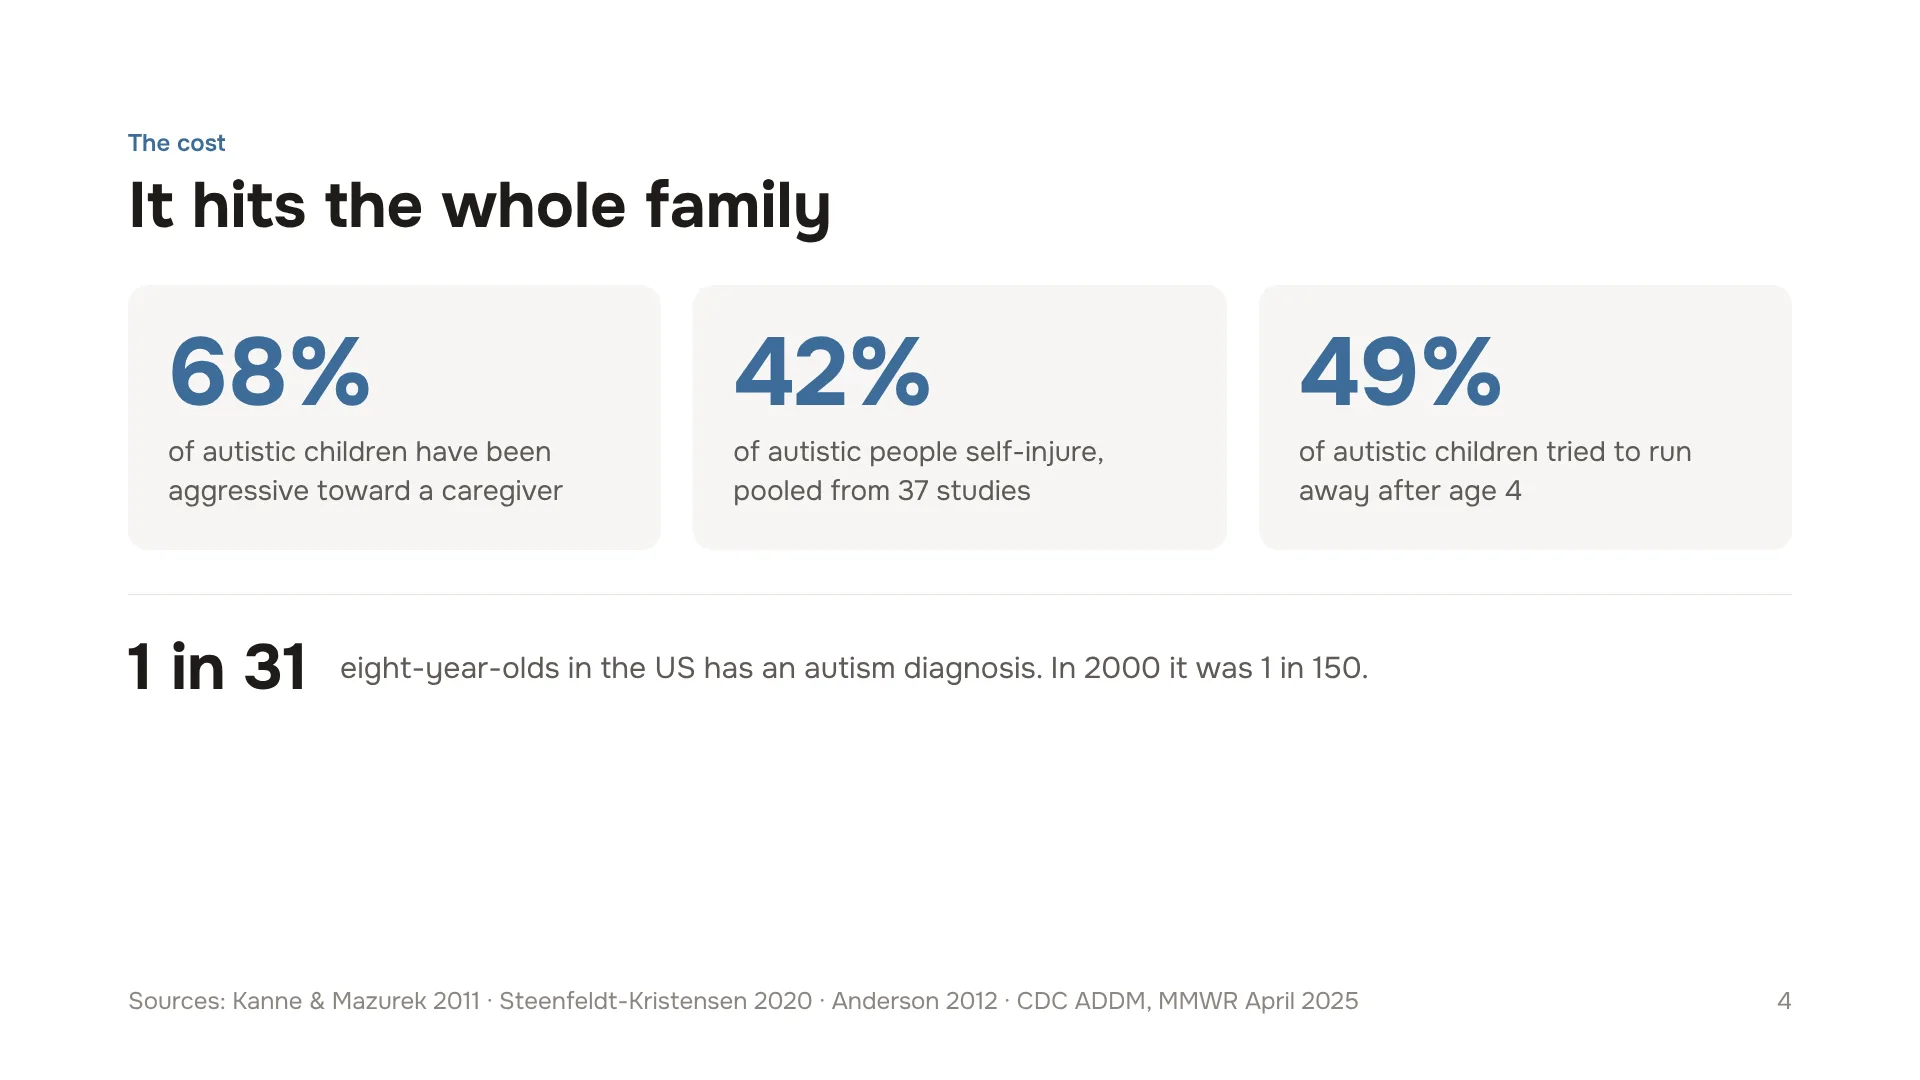 The cost
It hits the whole family
68%
of autistic children have been
aggressive toward a caregiver
42%
of autistic people self-injure,
pooled from 37 studies
49%
of autistic children tried to run
away after age 4
1 in 31 eight-year-olds in the US has an autism diagnosis. In 2000 it was 1 in 150.
Sources: Kanne & Mazurek 2011 · Steenfeldt-Kristensen 2020 · Anderson 2012 · CDC ADDM, MMWR April 2025
4